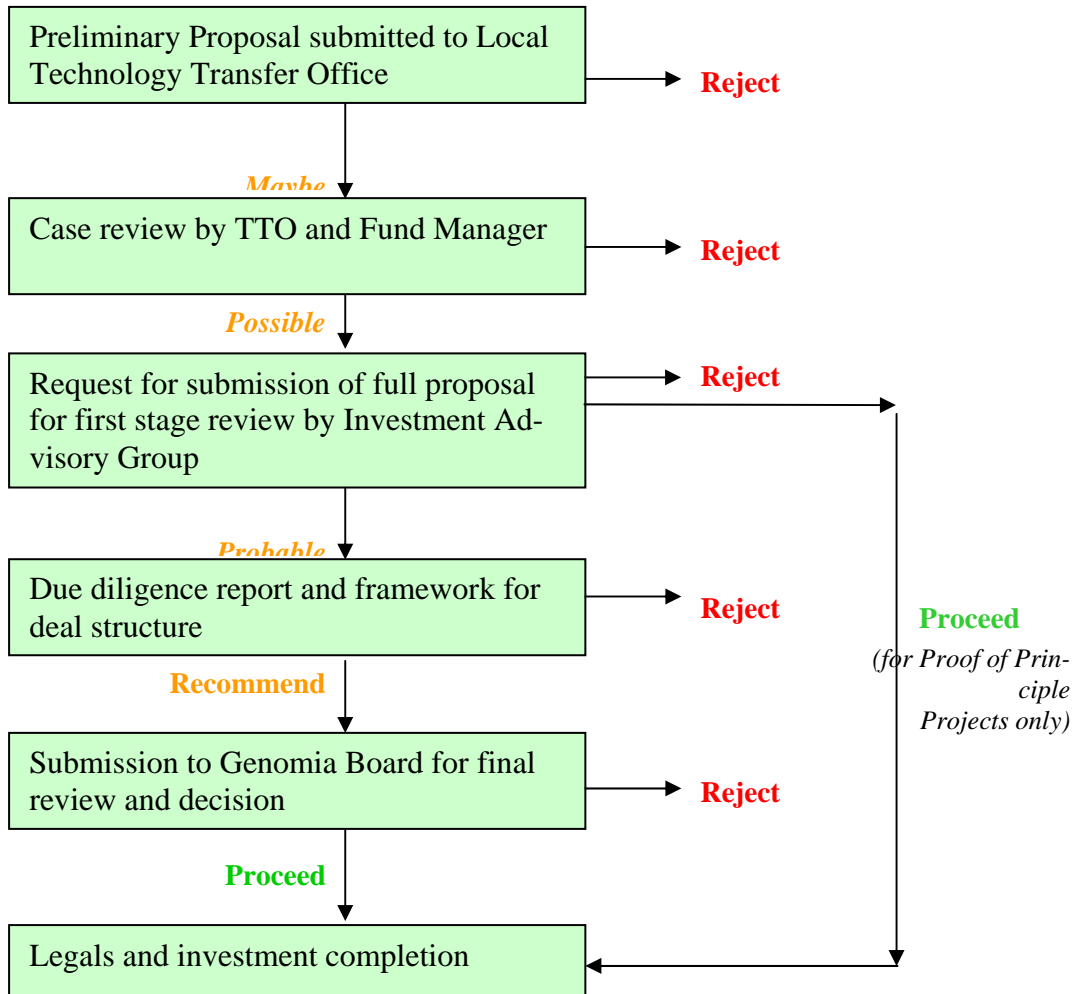 Preliminary Proposal submitted to Local
Technology Transfer Office
Reject
Maybe
Case review by TTO and Fund Manager
Reject
Possible
Request for submission of full proposal
for first stage review by Investment Ad-
visory Group
Reject
Probable
Due diligence report and framework for
deal structure
Reject
Proceed
(for Proof of Prin-
ciple
Projects only)
Recommend
Submission to Genomia Board for final
review and decision
Reject
Proceed
Legals and investment completion